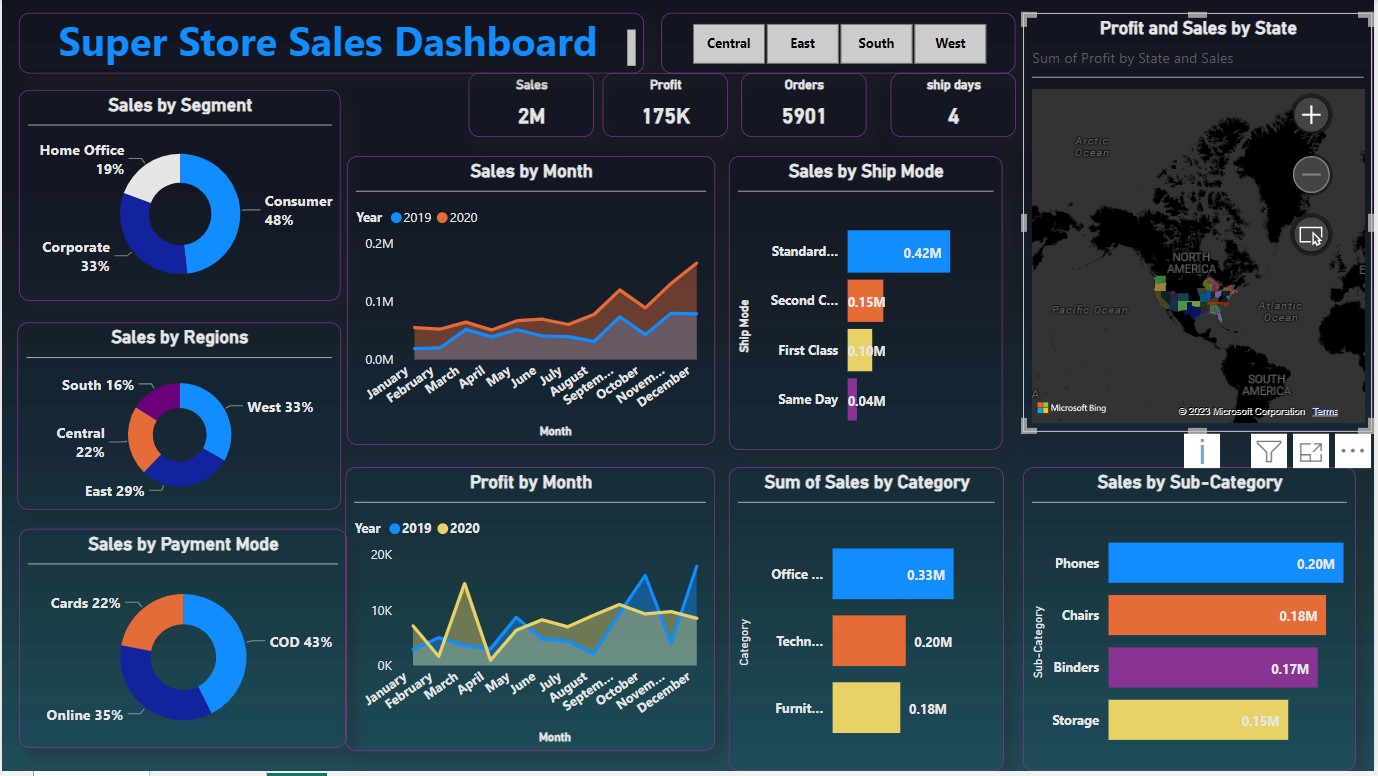 Super Store Sales Dashboard
Central
East
South
West
Sales
2M
Profit
175K
Orders
5901
ship days
4
Profit and Sales by State
Sum of Profit by State and Sales
Arctic
Ocean
NORTH
AMERICA
Pacific Ocean
Atlantic
Ocean
SOUTH
AMERICA
Microsoft Bing
© 2023 Microsoft Corporation
Terms
Sales by Segment
Home Office
19%
Consumer
48%
Corporate
33%
Sales by Month
Year
2019
2020
0.2M
0.1M
0.0M
January
February
March
April
May
June
July
August
Septem...
October
Novem...
December
Month
Sales by Ship Mode
Ship Mode
Standard...
0.42M
Second C...
0.15M
First Class
0.10M
Same Day
0.04M
Sales by Regions
South 16%
West 33%
Central
22%
East 29%
Profit by Month
Year
2019
2020
20K
10K
0K
January
February
March
April
May
June
July
August
Septem...
October
Novem...
December
Month
Sum of Sales by Category
Category
Office ...
0.33M
Techn...
0.20M
Furnit...
0.18M
Sales by Sub-Category
Sub-Category
Phones
0.20M
Chairs
0.18M
Binders
0.17M
Storage
0.15M
Sales by Payment Mode
Cards 22%
COD 43%
Online 35%